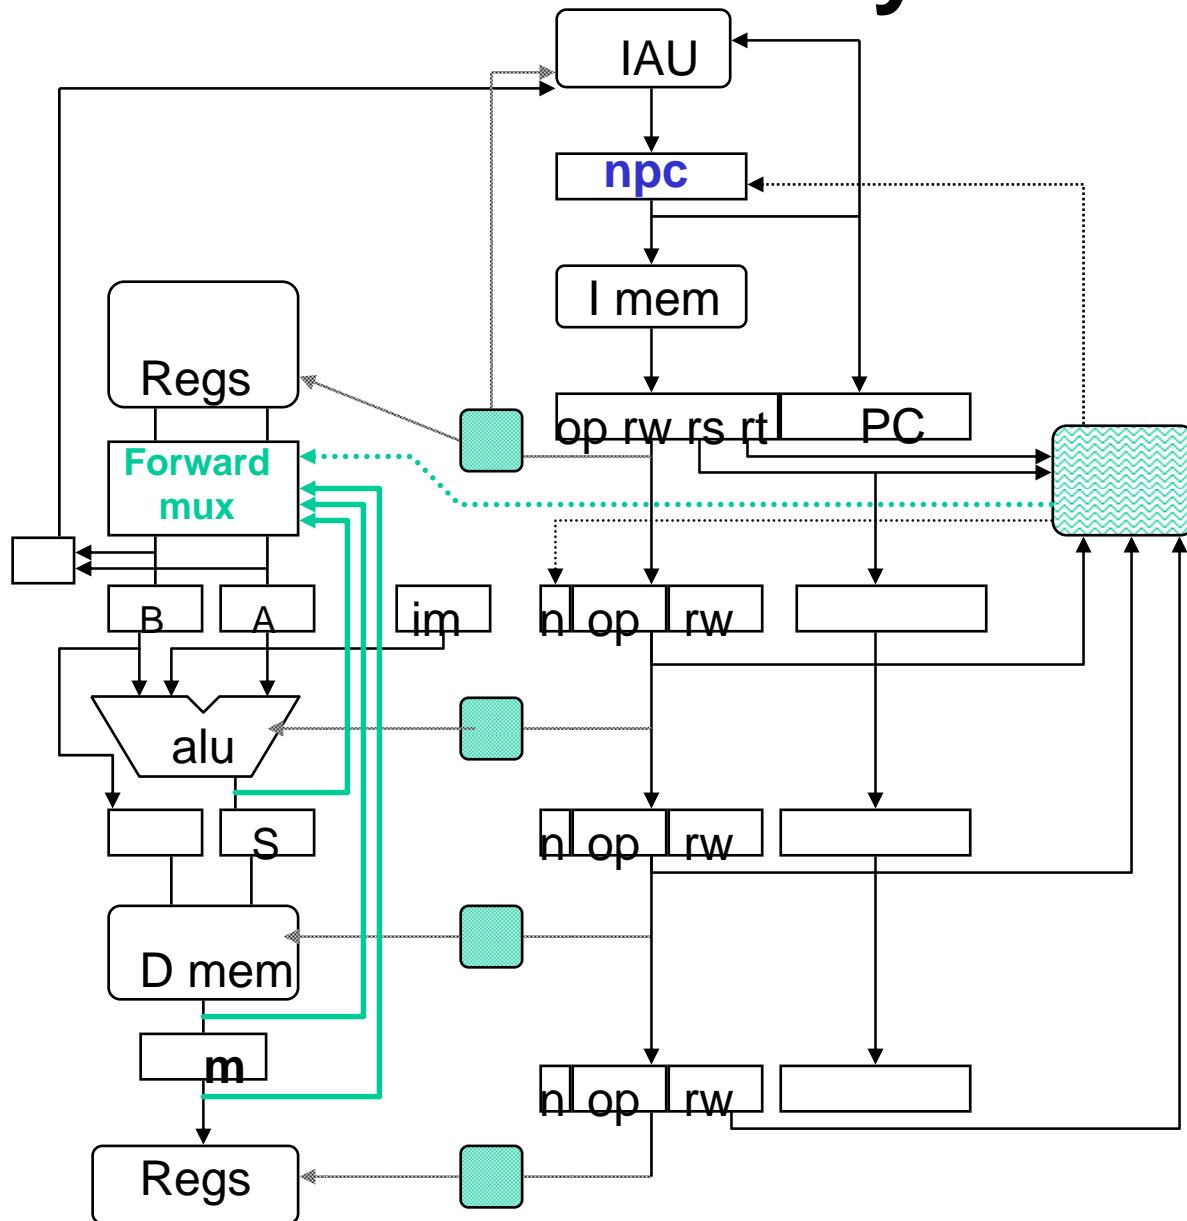 y
IAU
npc
I mem
Regs
op rw rs rt
PC
Forward
mux
B
A
im
n op rw
alu
S
n op rw
D mem
m
n op rw
Regs